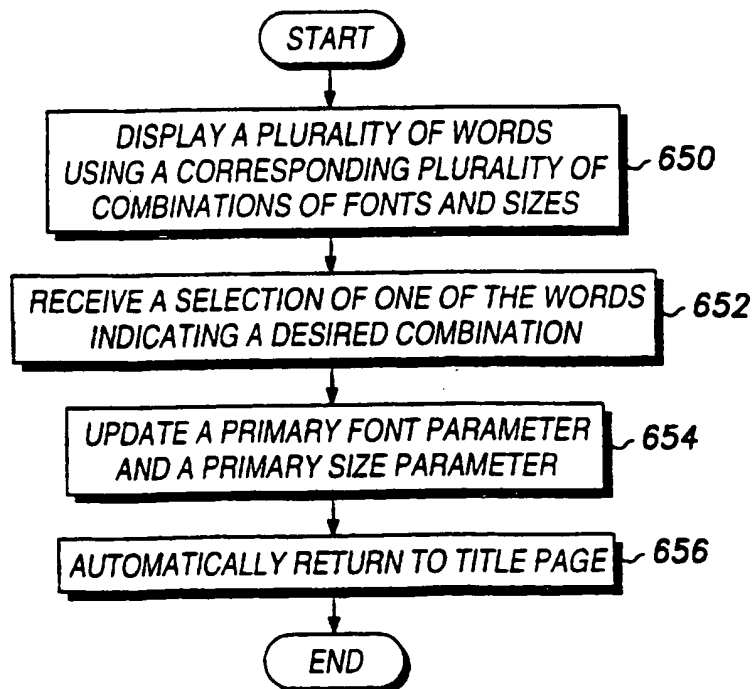 START
DISPLAY A PLURALITY OF WORDS
USING A CORRESPONDING PLURALITY OF
COMBINATIONS OF FONTS AND SIZES
650
RECEIVE A SELECTION OF ONE OF THE WORDS
INDICATING A DESIRED COMBINATION
652
UPDATE A PRIMARY FONT PARAMETER
AND A PRIMARY SIZE PARAMETER
654
AUTOMATICALLY RETURN TO TITLE PAGE
656
END